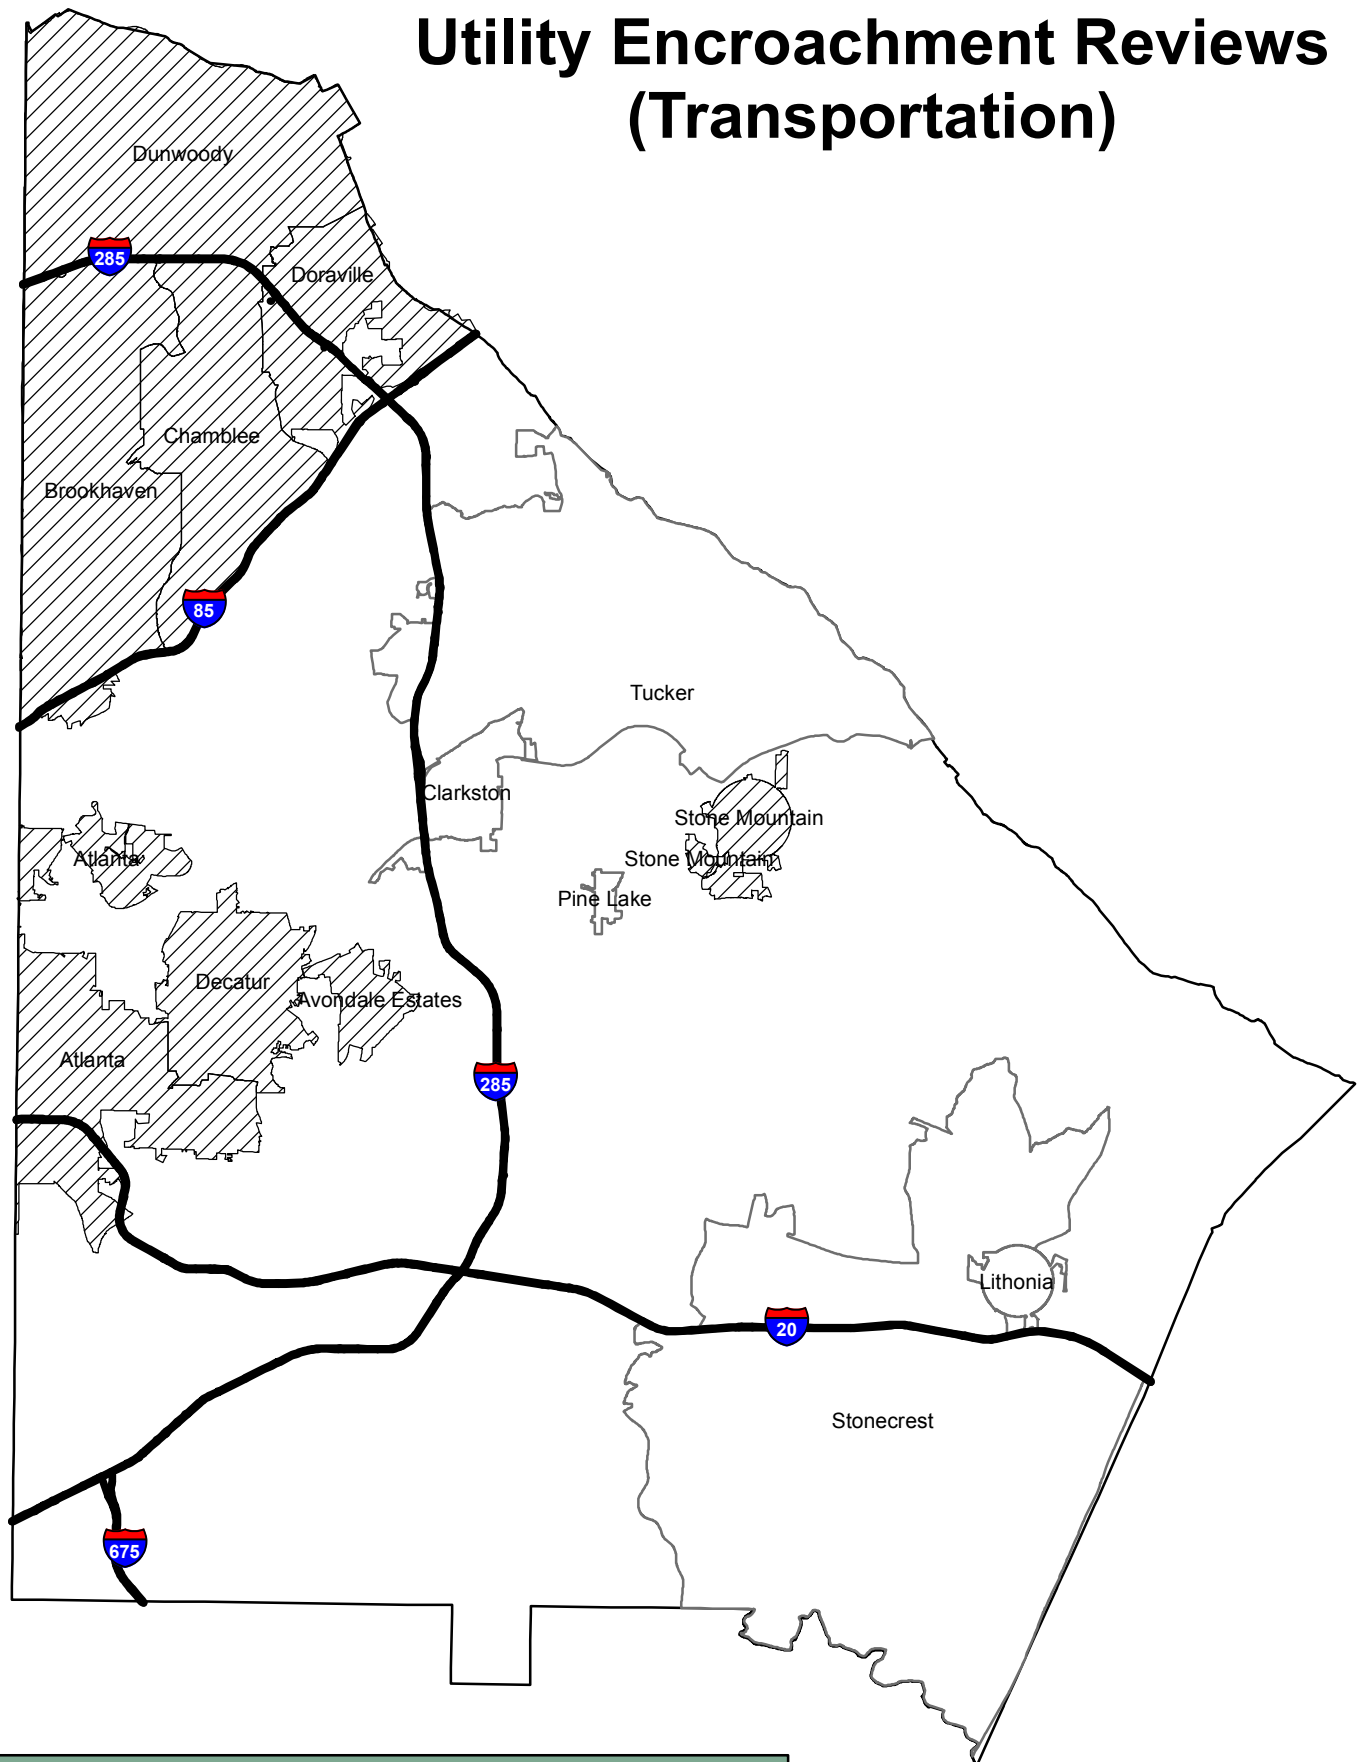 Utility Encroachment Reviews
(Transportation)
Dunwoody
285
Doraville
Chamblee
Brookhaven
85
Tucker
Clarkston
Stone Mountain
Stone Mountain
Atlanta
Pine Lake
Decatur
Avondale Estates
Atlanta
285
Lithonia
20
Stonecrest
675